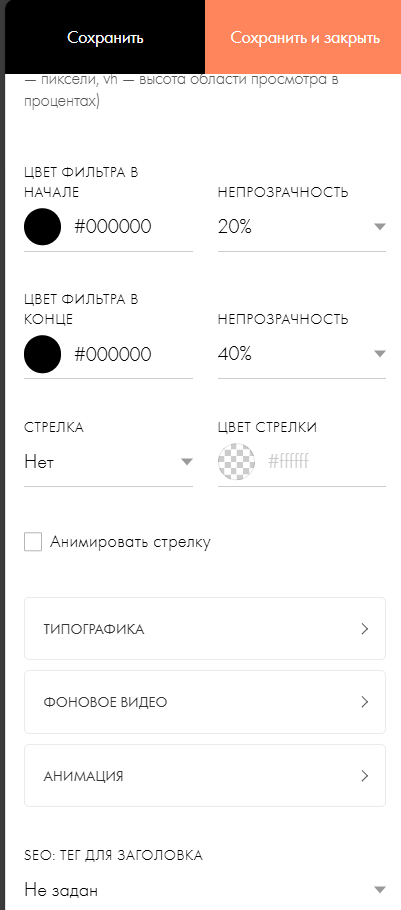 Сохранить
Сохранить и закрыть
— пиксели, vh — высота области просмотра в
процентах)
ЦВЕТ ФИЛЬТРА В
НАЧАЛЕ
НЕПРОЗРАЧНОСТЬ
#000000
20%
ЦВЕТ ФИЛЬТРА В
КОНЦЕ
НЕПРОЗРАЧНОСТЬ
#000000
40%
СТРЕЛКА
ЦВЕТ СТРЕЛКИ
Нет
#ffffff
Анимировать стрелку
ТИПОГРАФИКА
ФОНОВОЕ ВИДЕО
АНИМАЦИЯ
SEO: ТЕГ ДЛЯ ЗАГОЛОВКА
Не задан